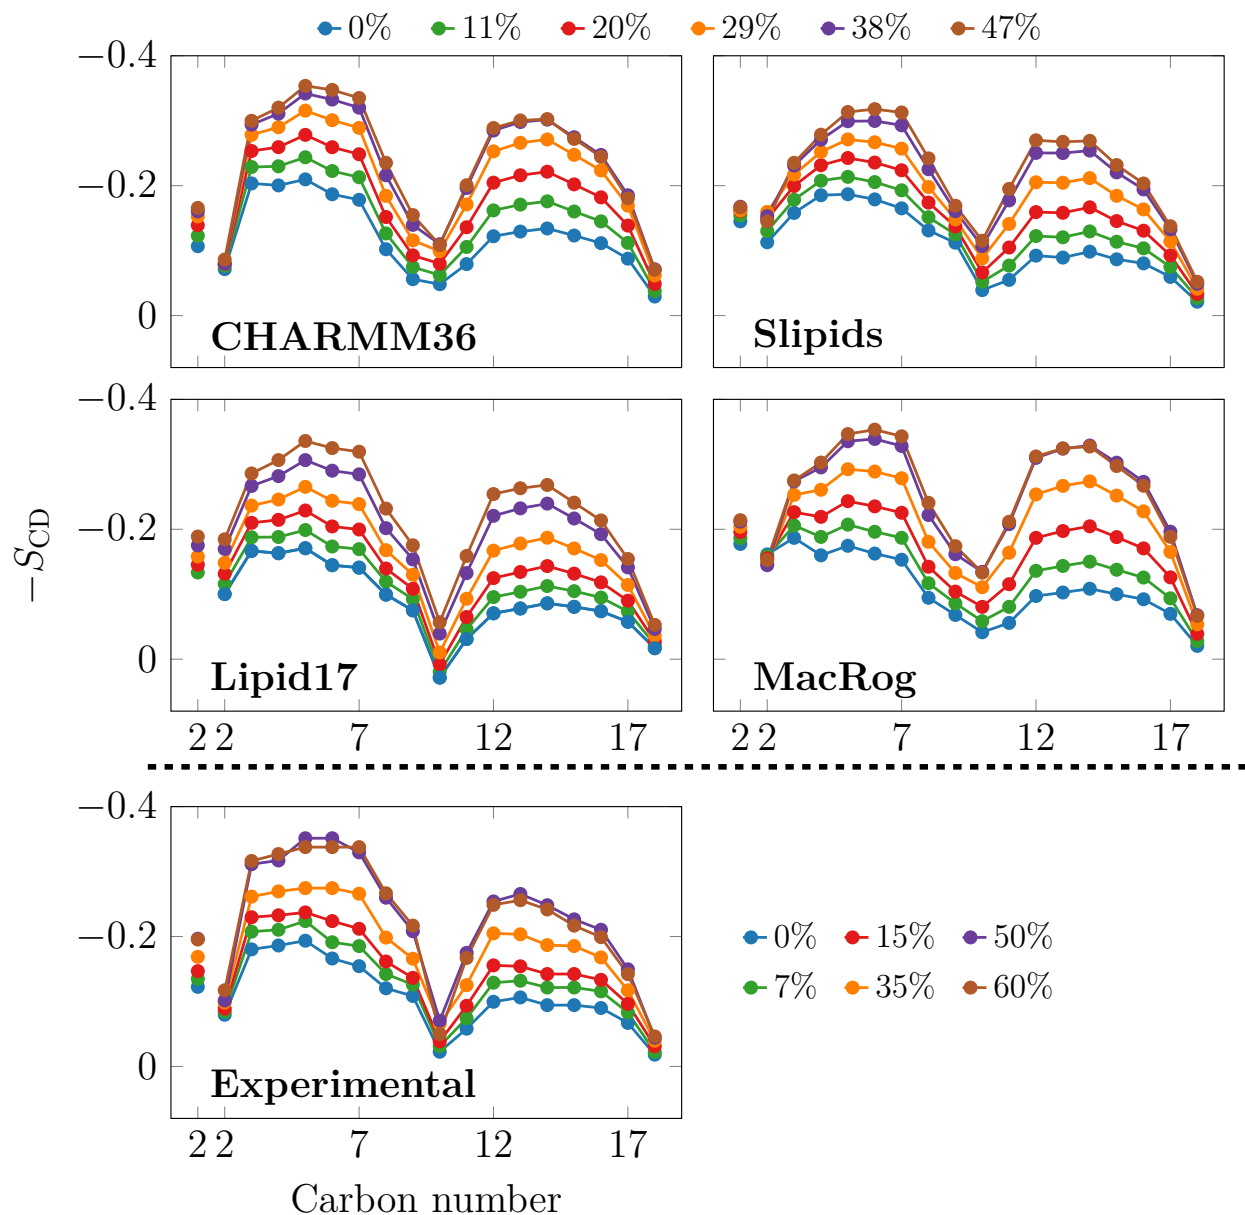 0% 11% 20% 29% 38% 47%
−0.4
−0.2
0
CHARMM36
Slipids
−0.4
−0.2
0
Lipid17
MacRog
2 2 7 12 17
2 2 7 12 17
−S_CD
−0.4
−0.2
0
Experimental
2 2 7 12 17
Carbon number
0% 15% 50%
7% 35% 60%